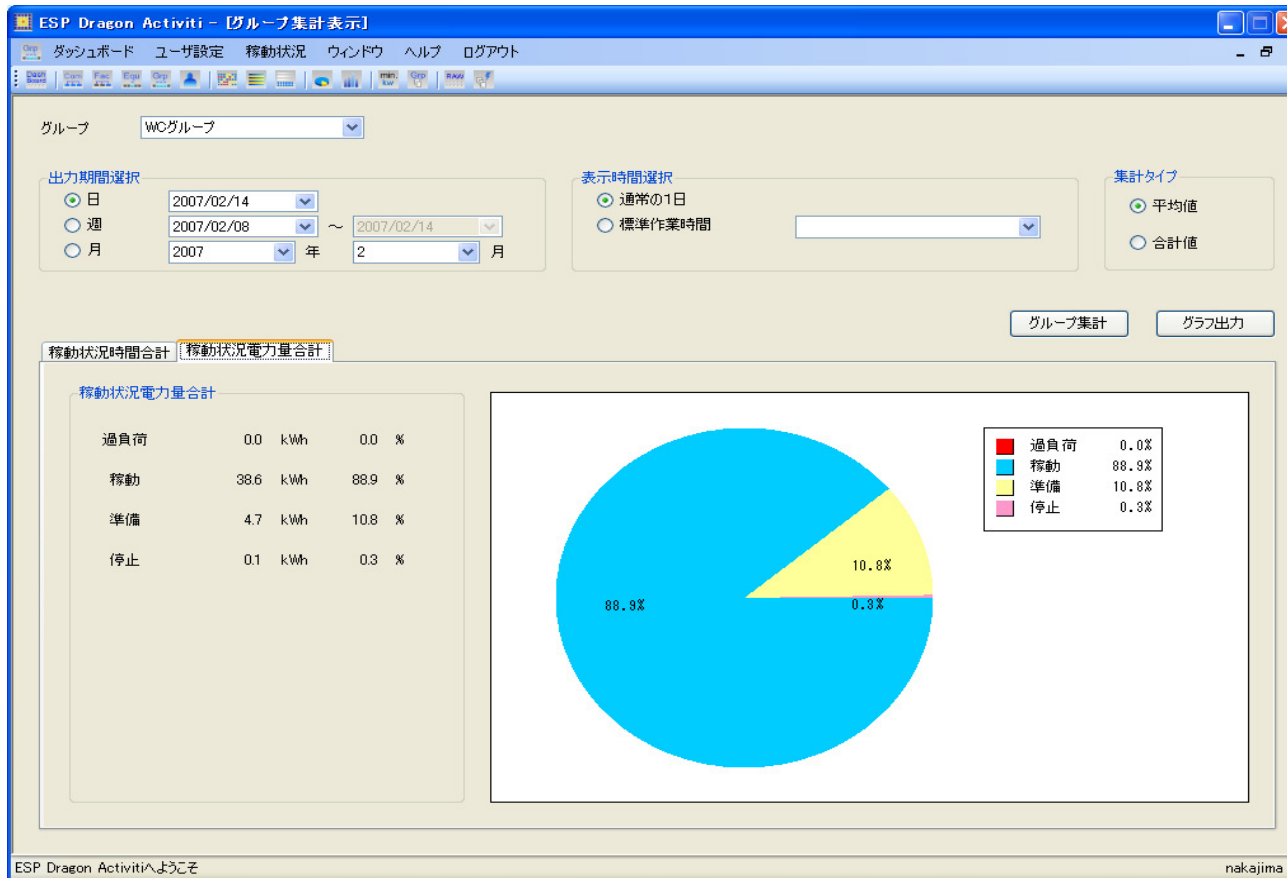 ESP Dragon Activiti - [グループ集計表示]
ダッシュボード ユーザ設定 稼動状況 ウィンドウ ヘルプ ログアウト
Dash Board Com Fac Equ Grp min. kw Grp RAW
グループ WCグループ
出力期間選択 表示時間選択 集計タイプ
日 2007/02/14 通常の1日 平均値
週 2007/02/08 ～ 2007/02/14 標準作業時間
月 2007 年 2 月 合計値
グループ集計 グラフ出力
稼動状況時間合計 稼動状況電力量合計
稼動状況電力量合計
過負荷 0.0 kWh 0.0 %
稼動 38.6 kWh 88.9 %
準備 4.7 kWh 10.8 %
停止 0.1 kWh 0.3 %
過負荷 0.0%
稼動 88.9%
準備 10.8%
停止 0.3%
10.8%
88.9% 0.3%
ESP Dragon Activitiへようこそ nakajima